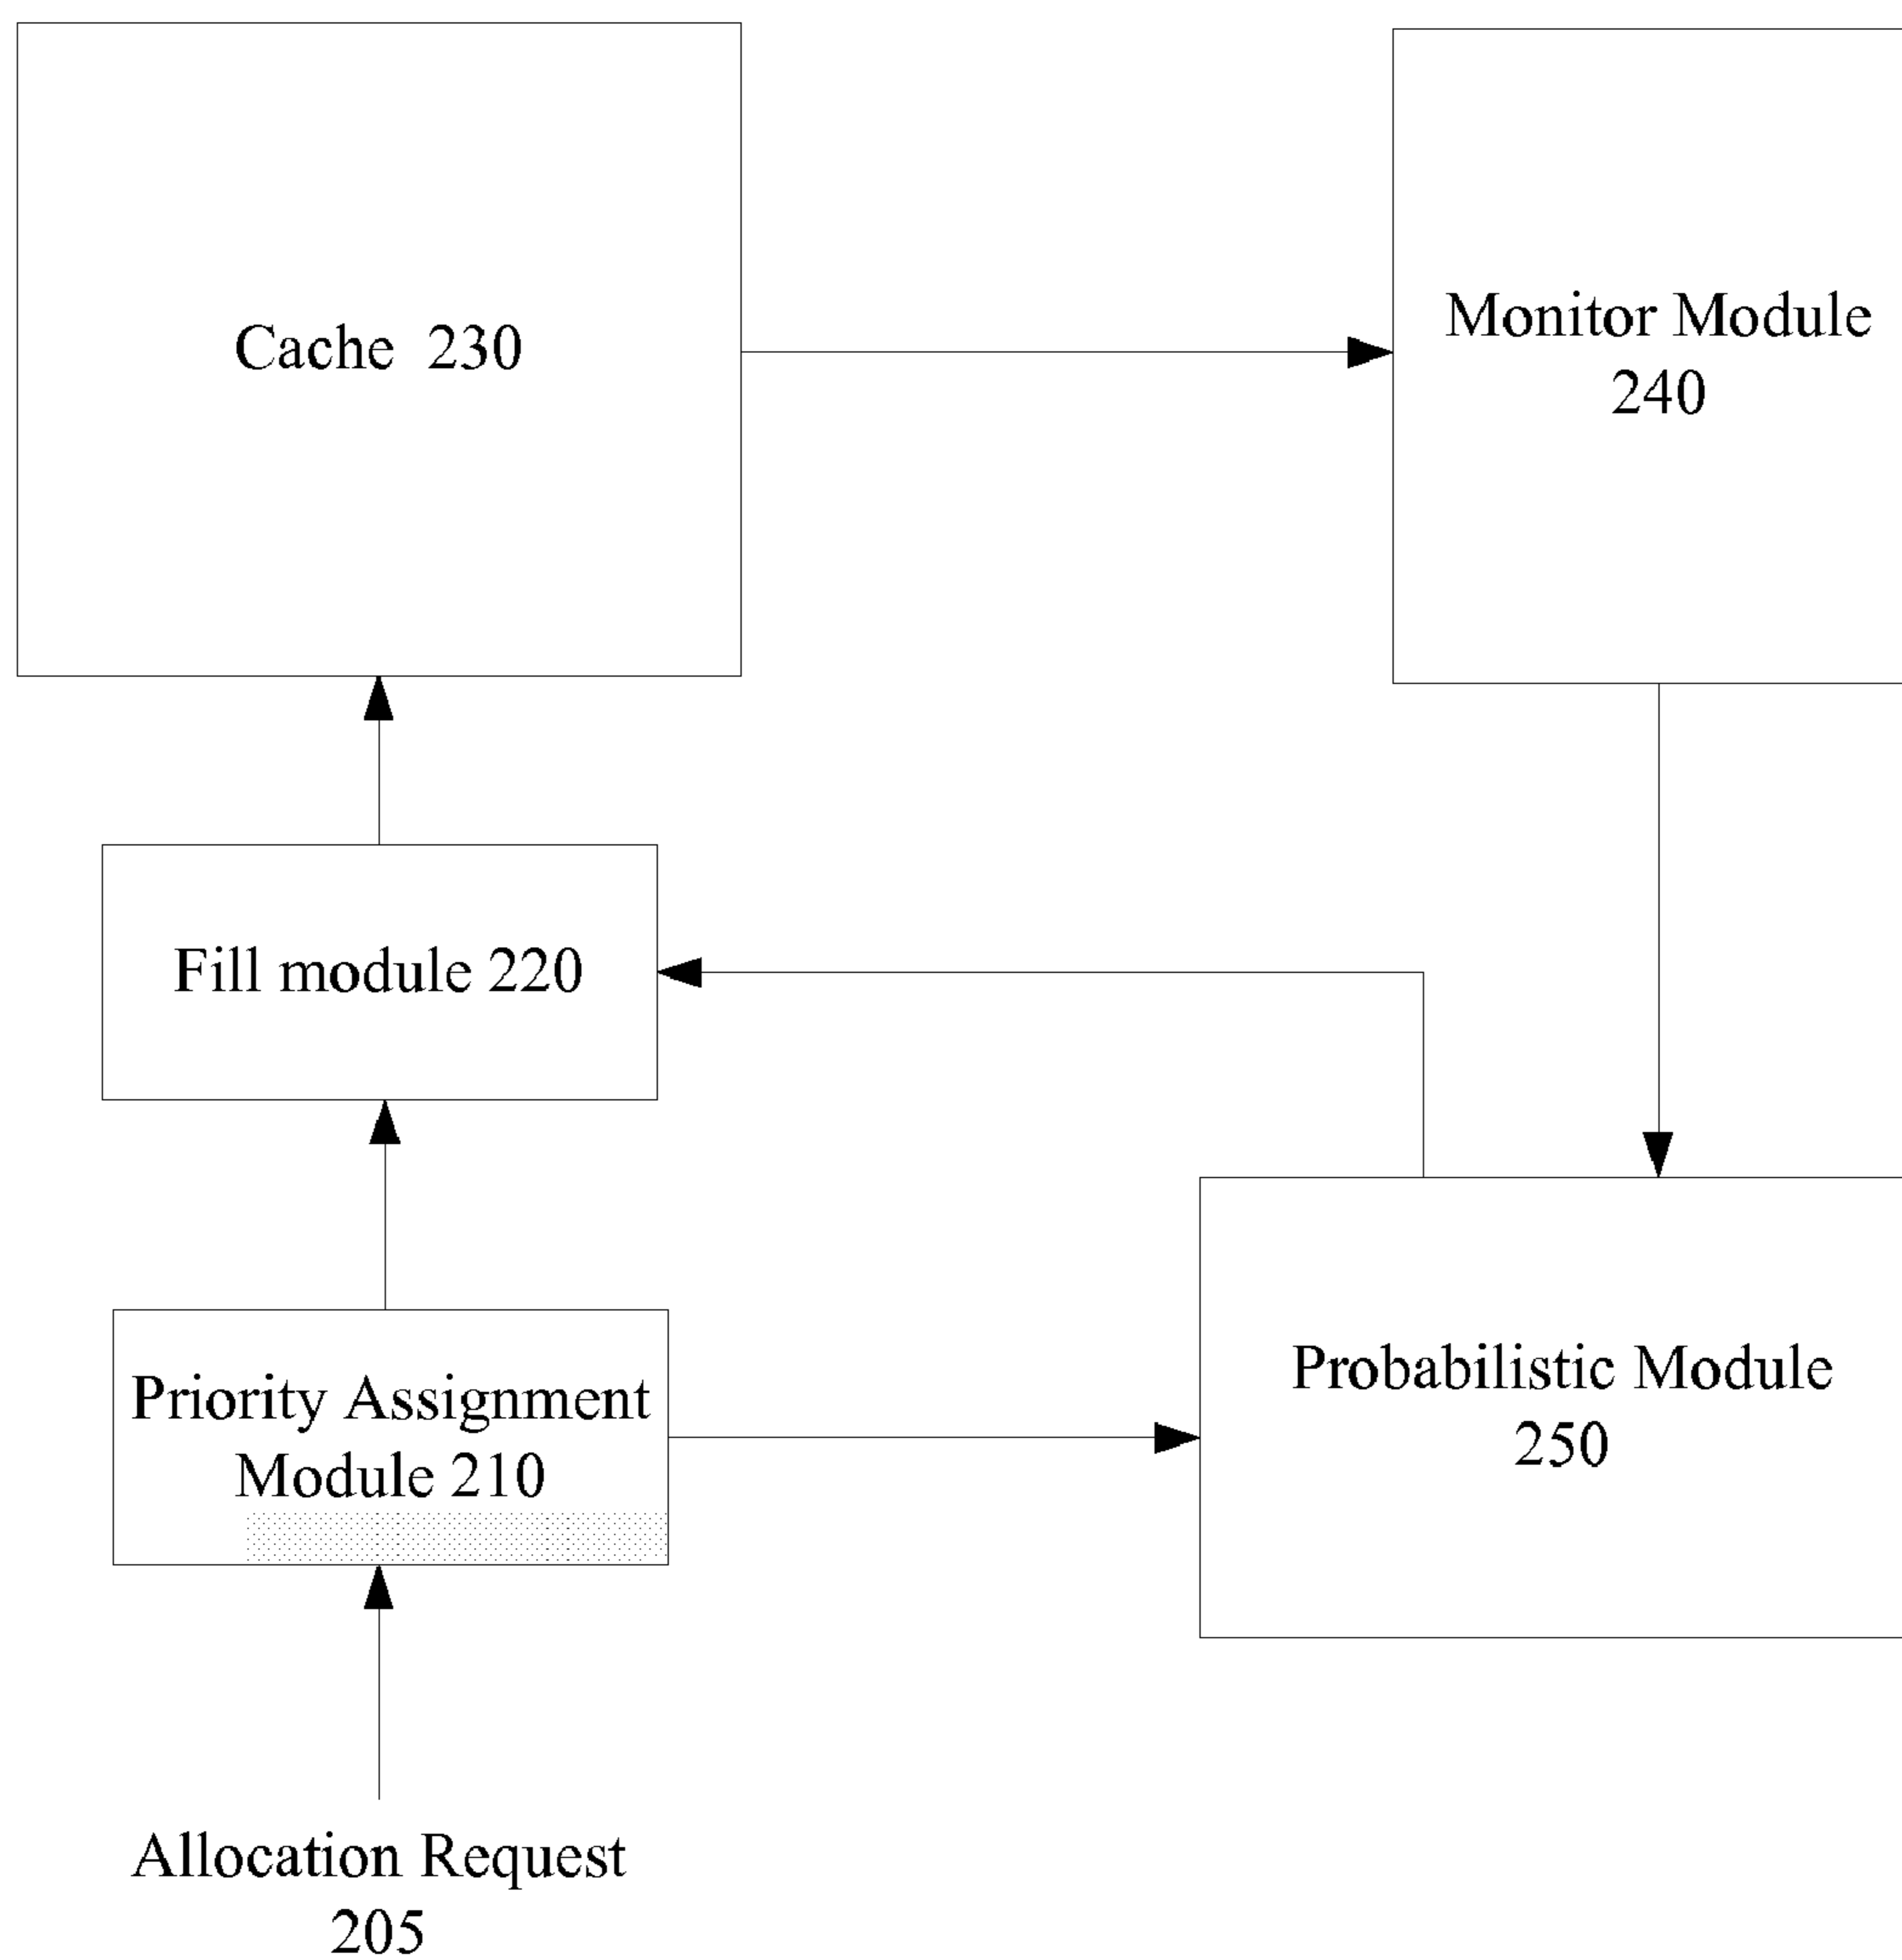 Cache 230
Monitor Module
240
Fill module 220
Priority Assignment
Module 210
Probabilistic Module
250
Allocation Request
205